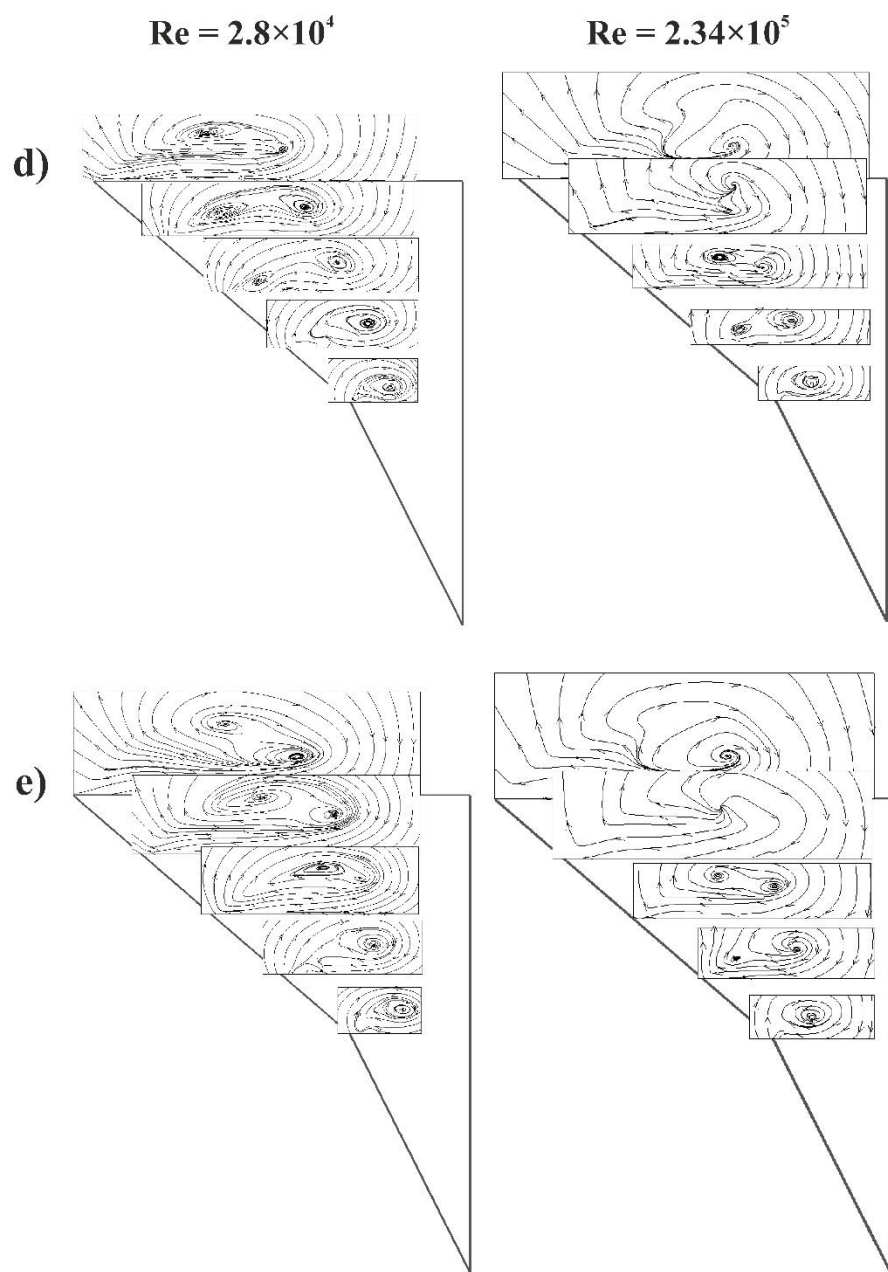 Re = 2.8×10⁴ Re = 2.34×10⁵
d)
e)